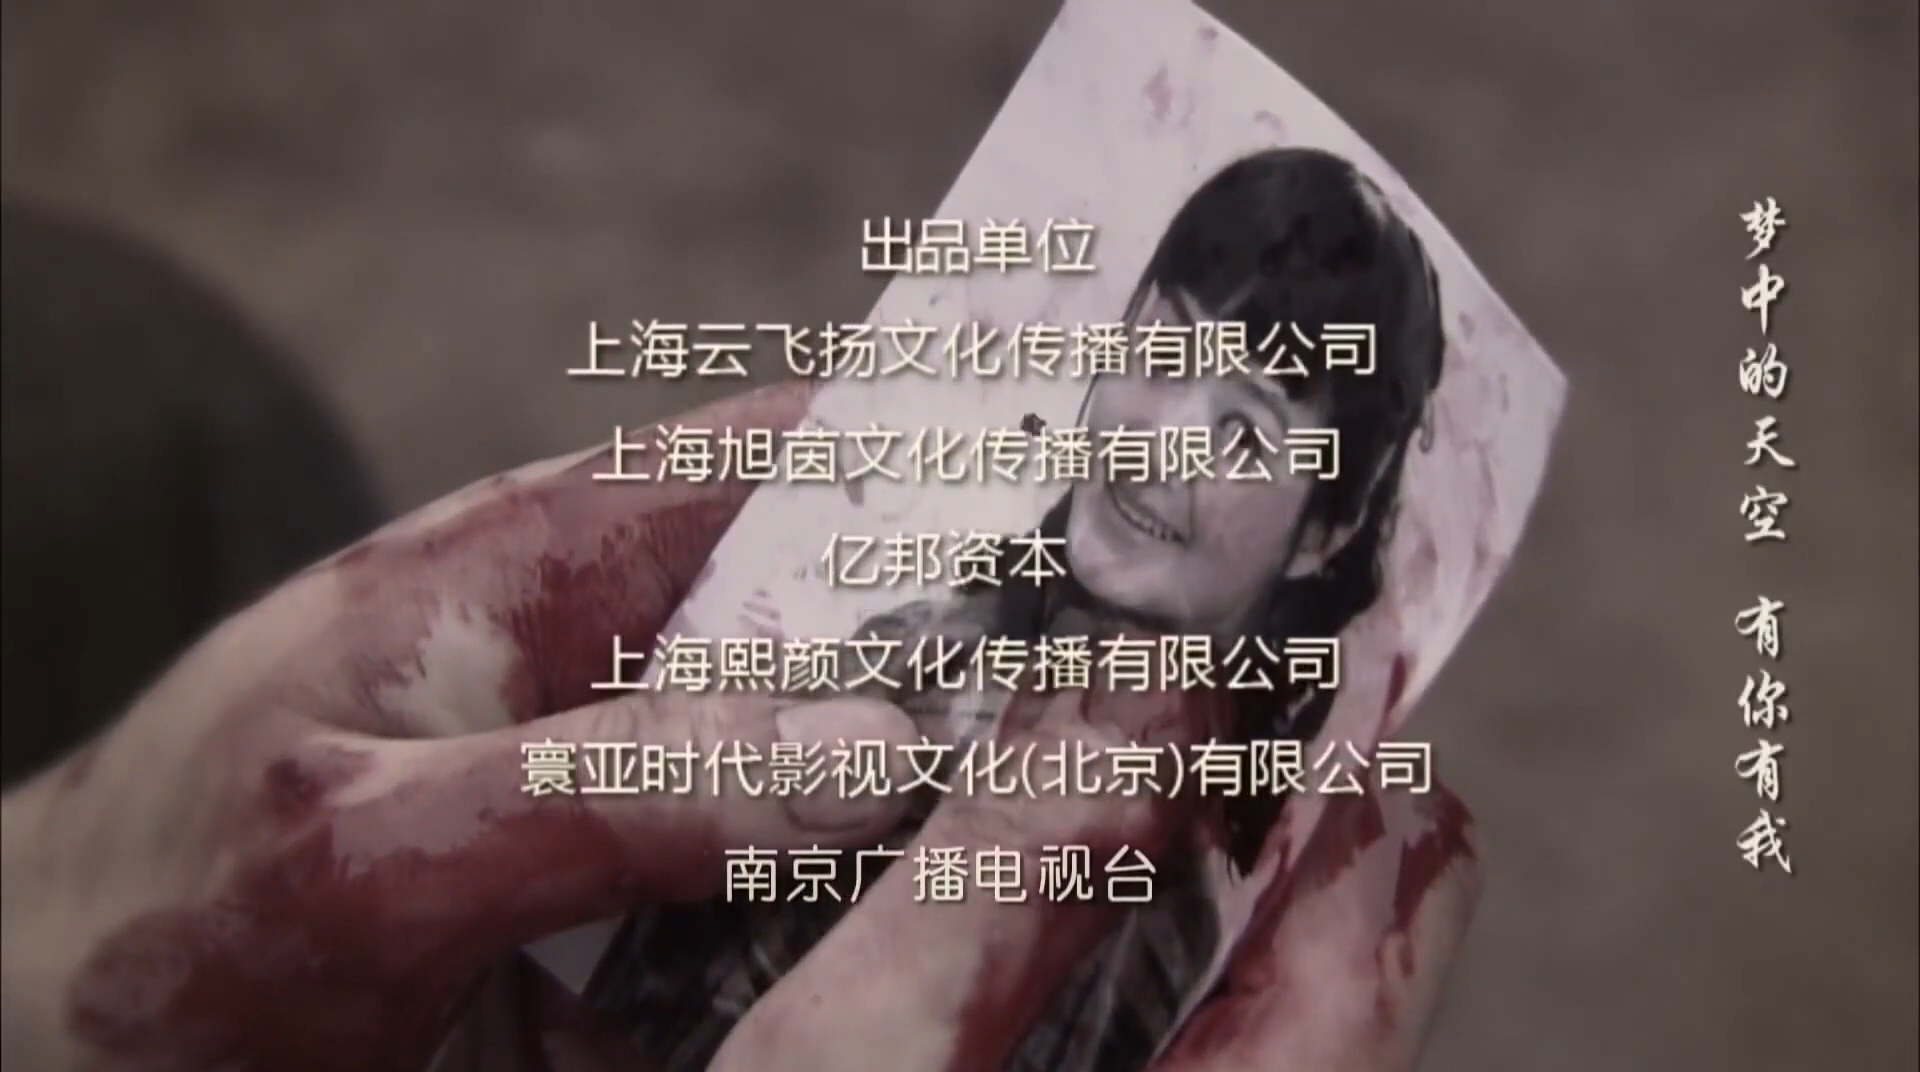 出品单位
上海云飞扬文化传播有限公司
上海旭茵文化传播有限公司
亿邦资本
上海熙颜文化传播有限公司
寰亚时代影视文化(北京)有限公司
南京广播电视台
梦中的天空 有你有我